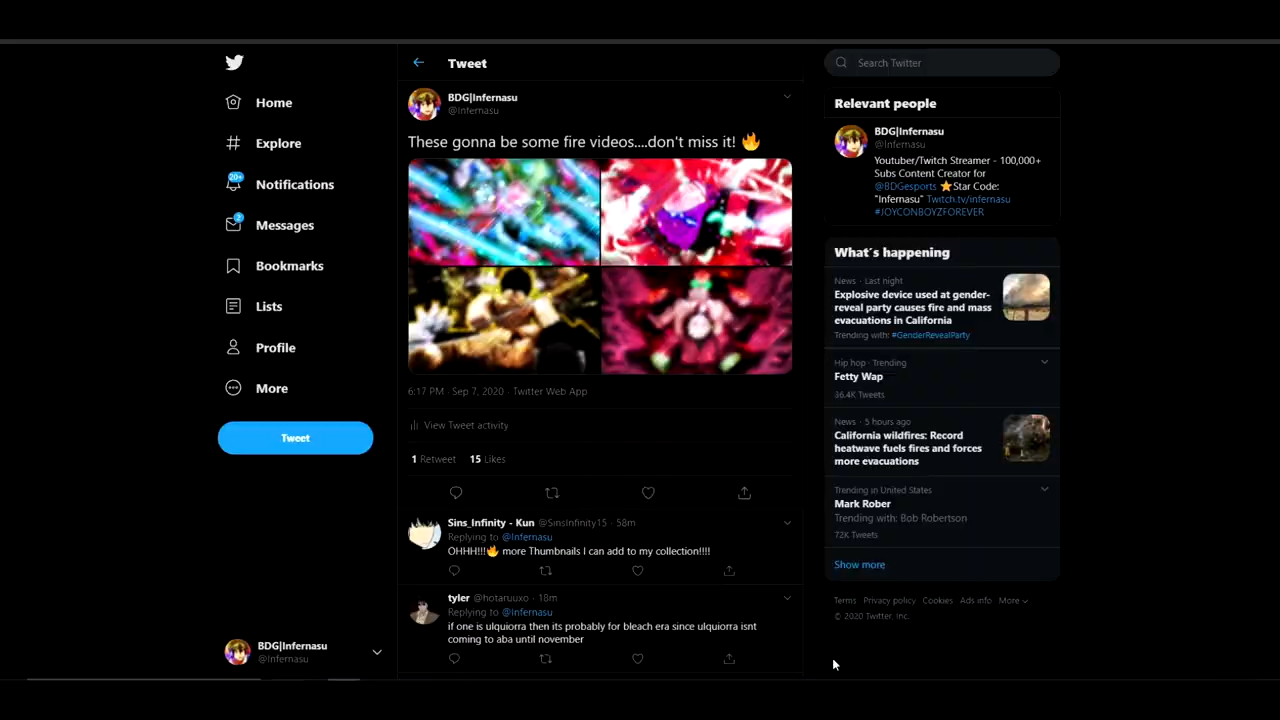 Home
Explore
20+
Notifications
2
Messages
Bookmarks
Lists
Profile
More
Tweet
BDG|Infernasu
@Infernasu
Tweet
BDG|Infernasu
@Infernasu
These gonna be some fire videos....don't miss it! 🔥
6:17 PM · Sep 7, 2020 · Twitter Web App
View Tweet activity
1 Retweet 15 Likes
Sins_Infinity - Kun @SinsInfinity15 · 58m
Replying to @Infernasu
OHHH!!!🔥 more Thumbnails I can add to my collection!!!!
tyler @hotaruuxo · 18m
Replying to @Infernasu
if one is ulquiorra then its probably for bleach era since ulquiorra isnt
coming to aba until november
Search Twitter
Relevant people
BDG|Infernasu
@Infernasu
Youtuber/Twitch Streamer - 100,000+
Subs Content Creator for
@BDGesports ⭐Star Code:
"Infernasu" Twitch.tv/infernasu
#JOYCONBOYZFOREVER
What's happening
News · Last night
Explosive device used at gender-
reveal party causes fire and mass
evacuations in California
Trending with: #GenderRevealParty
Hip hop · Trending
Fetty Wap
36.4K Tweets
News · 5 hours ago
California wildfires: Record
heatwave fuels fires and forces
more evacuations
Trending in United States
Mark Rober
Trending with: Bob Robertson
72K Tweets
Show more
Terms Privacy policy Cookies Ads info More
© 2020 Twitter, Inc.